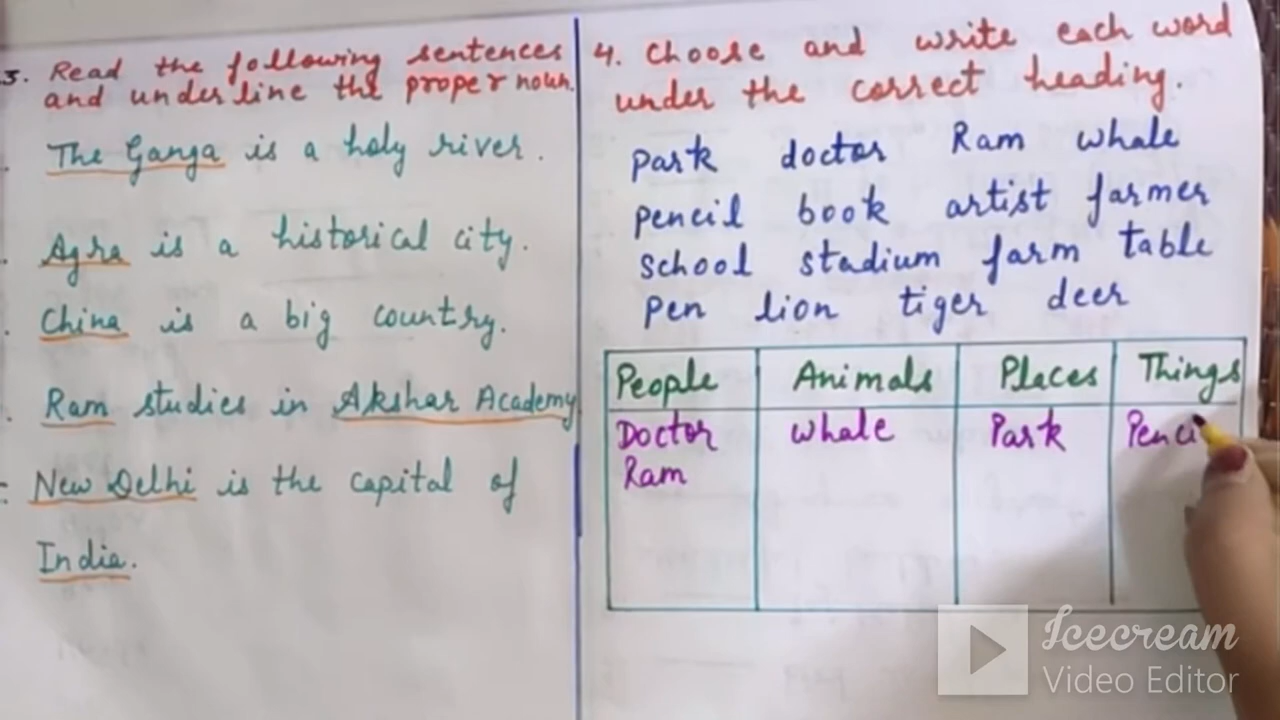 3. Read the following sentences
and underline the proper noun.
The Ganga is a holy river.
Agra is a historical city.
China is a big country.
Ram studies in Akshar Academy
New Delhi is the capital of
India.
4. Choose and write each word
under the correct heading.
park doctor Ram whale
pencil book artist farmer
school stadium farm table
pen lion tiger deer
People Animals Places Things
Doctor whale Park Penci
Ram
Icecream
Video Editor